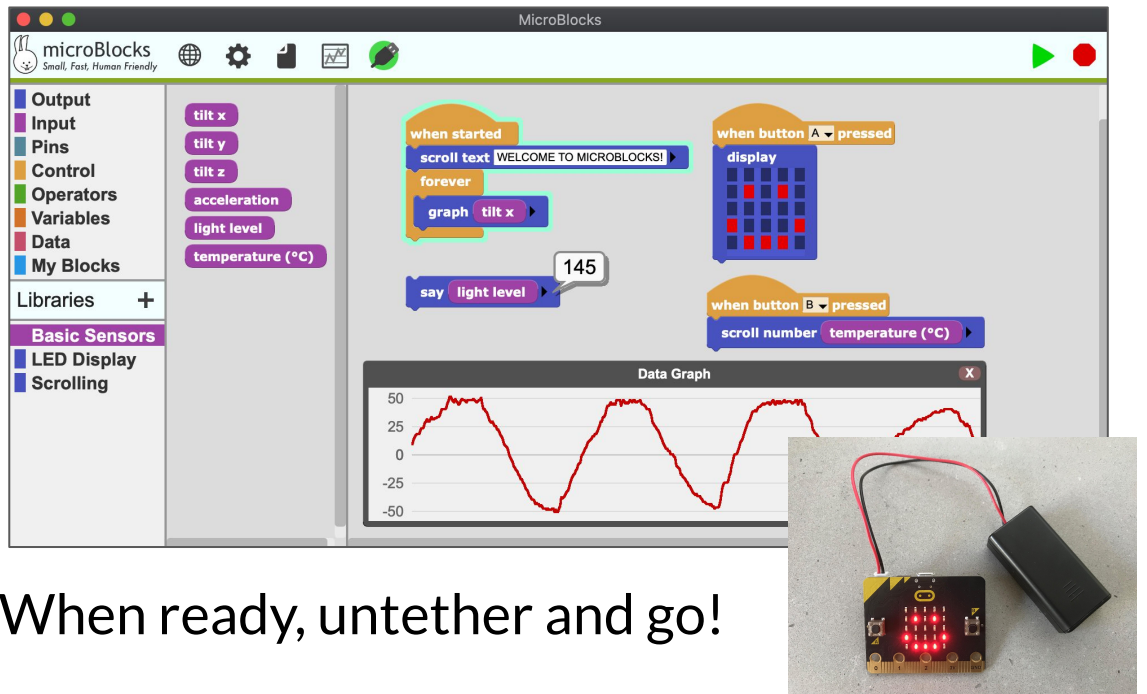 MicroBlocks
microBlocks
Small, Fast, Human Friendly
Output
Input
Pins
Control
Operators
Variables
Data
My Blocks
Libraries +
Basic Sensors
LED Display
Scrolling
tilt x
tilt y
tilt z
acceleration
light level
temperature (°C)
when started
scroll text WELCOME TO MICROBLOCKS!
forever
graph tilt x
say light level
145
when button A pressed
display
when button B pressed
scroll number temperature (°C)
Data Graph X
50
25
0
-25
-50
When ready, untether and go!
0 1 2